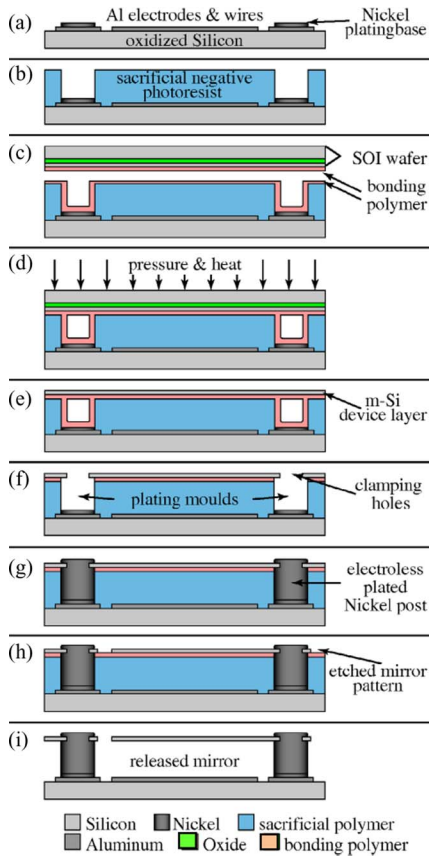 (a)
Al electrodes & wires
Nickel
platingbase
oxidized Silicon
(b)
sacrificial negative
photoresist
(c)
SOI wafer
bonding
polymer
(d)
pressure & heat
(e)
m-Si
device layer
(f)
plating moulds
clamping
holes
(g)
electroless
plated
Nickel post
(h)
etched mirror
pattern
(i)
released mirror
Silicon
Nickel
sacrificial polymer
Aluminum
Oxide
bonding polymer